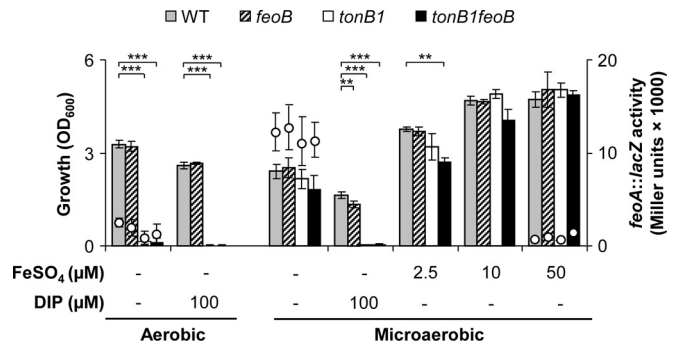 WT feoB tonB1 tonB1feoB
6 20
*** *** **
*** *** ***
**
3 10
0 0
Growth (OD600)
feoA::lacZ activity
(Miller units × 1000)
FeSO4 (μM) - - - - 2.5 10 50
DIP (μM) - 100 - 100 - - -
Aerobic Microaerobic